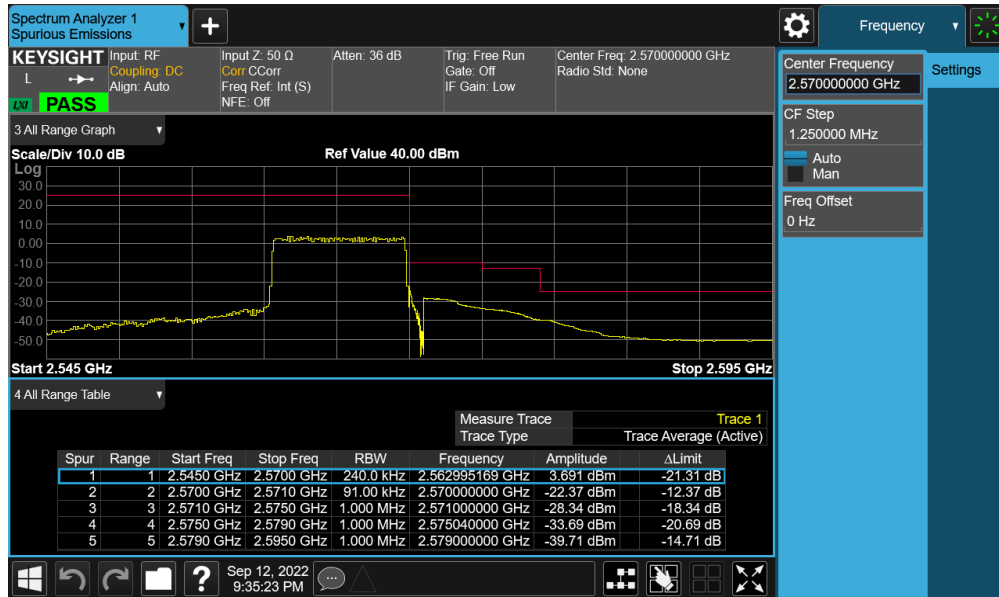 Spectrum Analyzer 1
Spurious Emissions
+
Frequency
KEYSIGHT
L
LXI
PASS
Input: RF
Coupling: DC
Align: Auto
Input Z: 50 Ω
Corr CCorr
Freq Ref: Int (S)
NFE: Off
Atten: 36 dB
Trig: Free Run
Gate: Off
IF Gain: Low
Center Freq: 2.570000000 GHz
Radio Std: None
Center Frequency
2.570000000 GHz
Settings
CF Step
1.250000 MHz
Auto
Man
Freq Offset
0 Hz
3 All Range Graph
Scale/Div 10.0 dB
Ref Value 40.00 dBm
Log
30.0
20.0
10.0
0.00
-10.0
-20.0
-30.0
-40.0
-50.0
Start 2.545 GHz
Stop 2.595 GHz
4 All Range Table
Measure Trace Trace 1
Trace Type Trace Average (Active)
Spur Range Start Freq Stop Freq RBW Frequency Amplitude ΔLimit
1 1 2.5450 GHz 2.5700 GHz 240.0 kHz 2.562995169 GHz 3.691 dBm -21.31 dB
2 2 2.5700 GHz 2.5710 GHz 91.00 kHz 2.570000000 GHz -22.37 dBm -12.37 dB
3 3 2.5710 GHz 2.5750 GHz 1.000 MHz 2.571000000 GHz -28.34 dBm -18.34 dB
4 4 2.5750 GHz 2.5790 GHz 1.000 MHz 2.575040000 GHz -33.69 dBm -20.69 dB
5 5 2.5790 GHz 2.5950 GHz 1.000 MHz 2.579000000 GHz -39.71 dBm -14.71 dB
?
Sep 12, 2022
9:35:23 PM